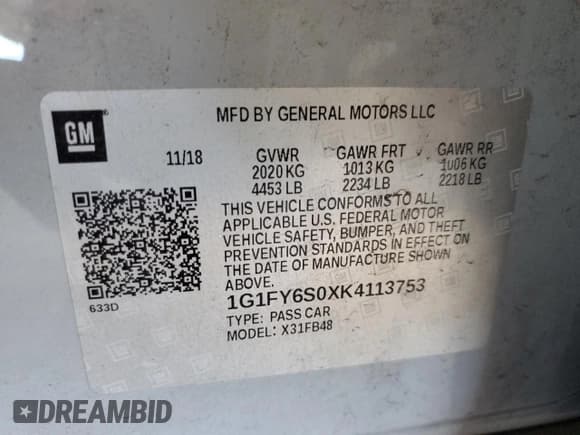 GM
MFD BY GENERAL MOTORS LLC
11/18 GVWR GAWR FRT GAWR RR
2020 KG 1013 KG 1006 KG
4453 LB 2234 LB 2218 LB
THIS VEHICLE CONFORMS TO ALL
APPLICABLE U.S. FEDERAL MOTOR
VEHICLE SAFETY, BUMPER, AND THEFT
PREVENTION STANDARDS IN EFFECT ON
THE DATE OF MANUFACTURE SHOWN
ABOVE.
633D
1G1FY6S0XK4113753
TYPE: PASS CAR
MODEL: X31FB48
DREAMBID